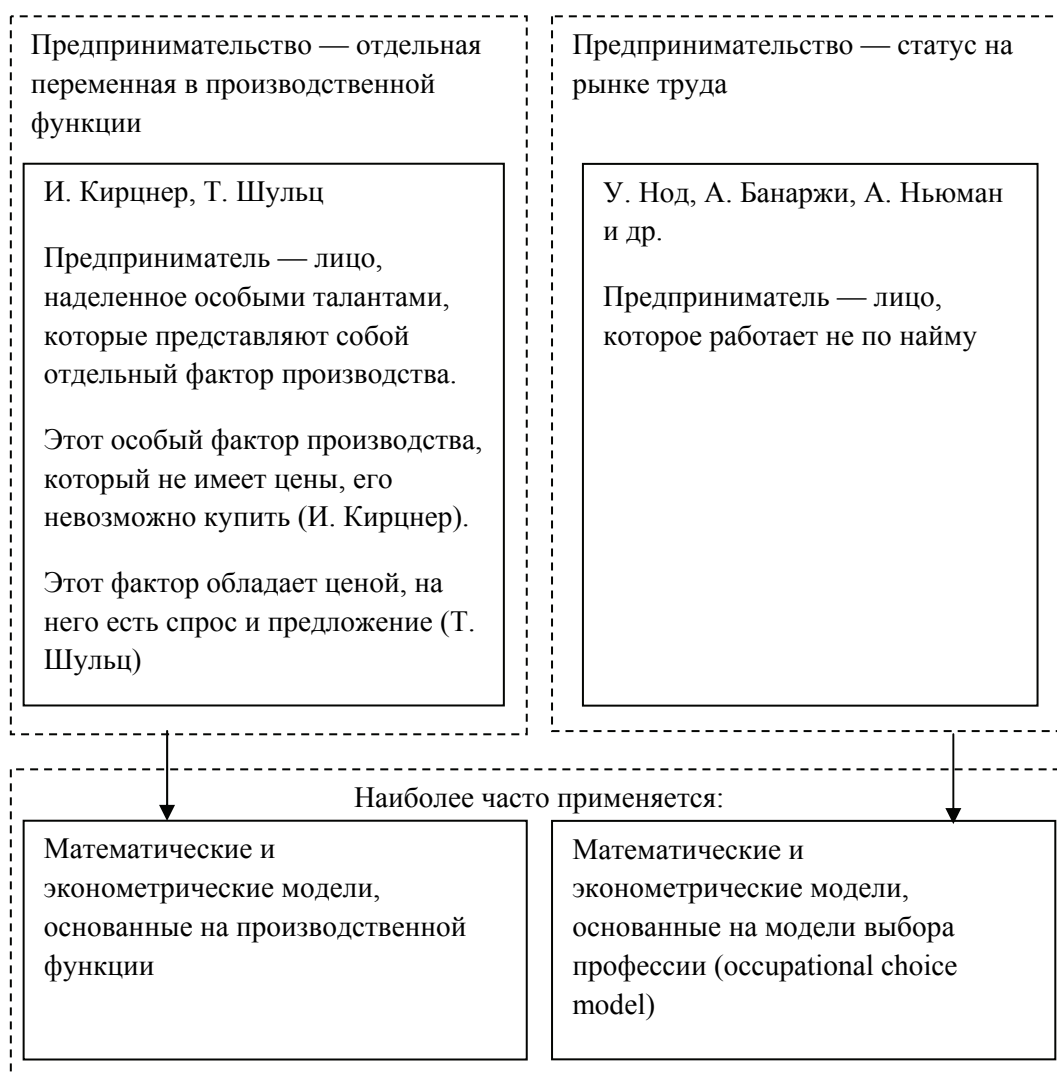 Предпринимательство — отдельная
переменная в производственной
функции
И. Кирцнер, Т. Шульц
Предприниматель — лицо,
наделенное особыми талантами,
которые представляют собой
отдельный фактор производства.
Этот особый фактор производства,
который не имеет цены, его
невозможно купить (И. Кирцнер).
Этот фактор обладает ценой, на
него есть спрос и предложение (Т.
Шульц)
Предпринимательство — статус на
рынке труда
У. Нод, А. Банаржи, А. Ньюман
и др.
Предприниматель — лицо,
которое работает не по найму
Наиболее часто применяется:
Математические и
эконометрические модели,
основанные на производственной
функции
Математические и
эконометрические модели,
основанные на модели выбора
профессии (occupational choice
model)